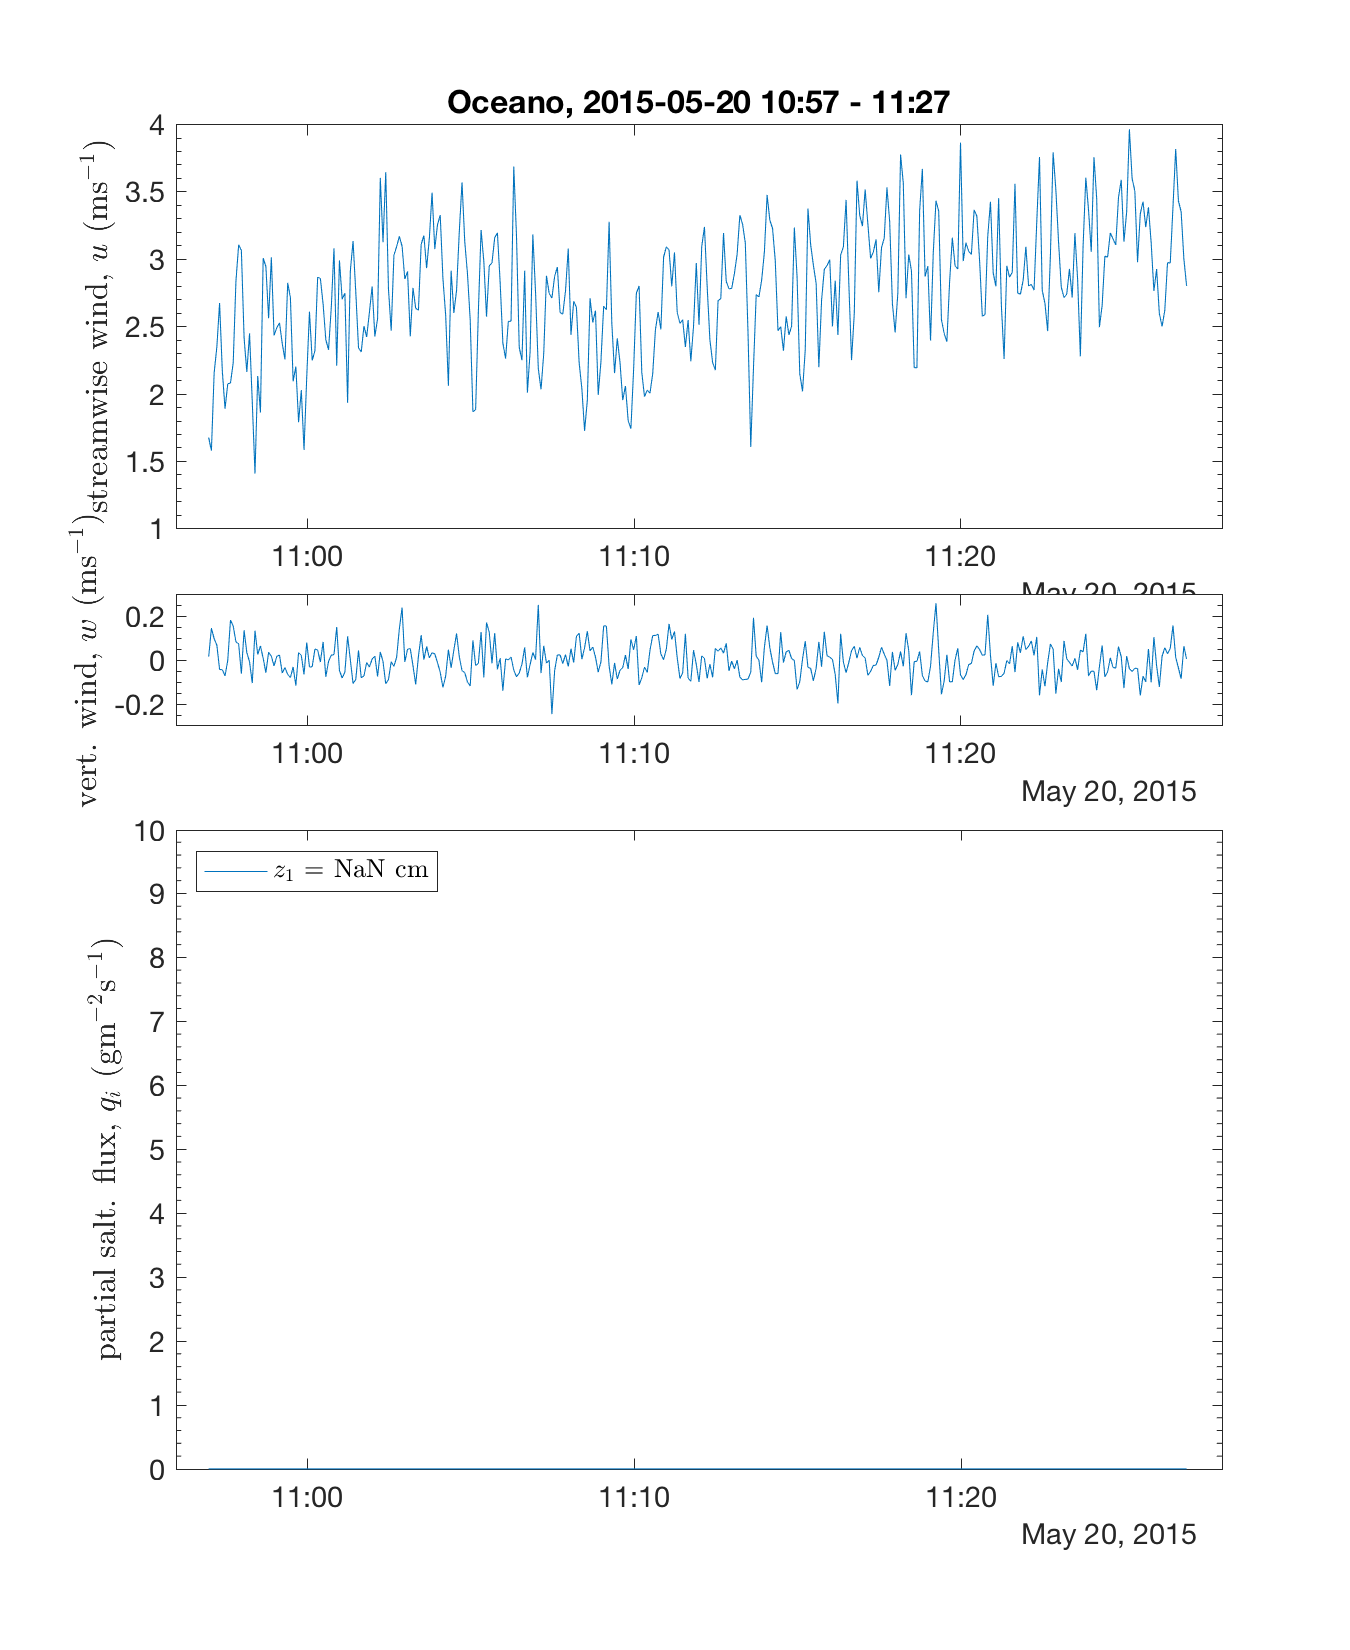 Oceano, 2015-05-20 10:57 - 11:27
streamwise wind, u (ms⁻¹)
4
3.5
3
2.5
2
1.5
1
11:00 11:10 11:20
May 20, 2015
vert. wind, w (ms⁻¹)
0.2
0
-0.2
11:00 11:10 11:20
May 20, 2015
partial salt. flux, qᵢ (gm⁻²s⁻¹)
10
9
8
7
6
5
4
3
2
1
0
z₁ = NaN cm
11:00 11:10 11:20
May 20, 2015